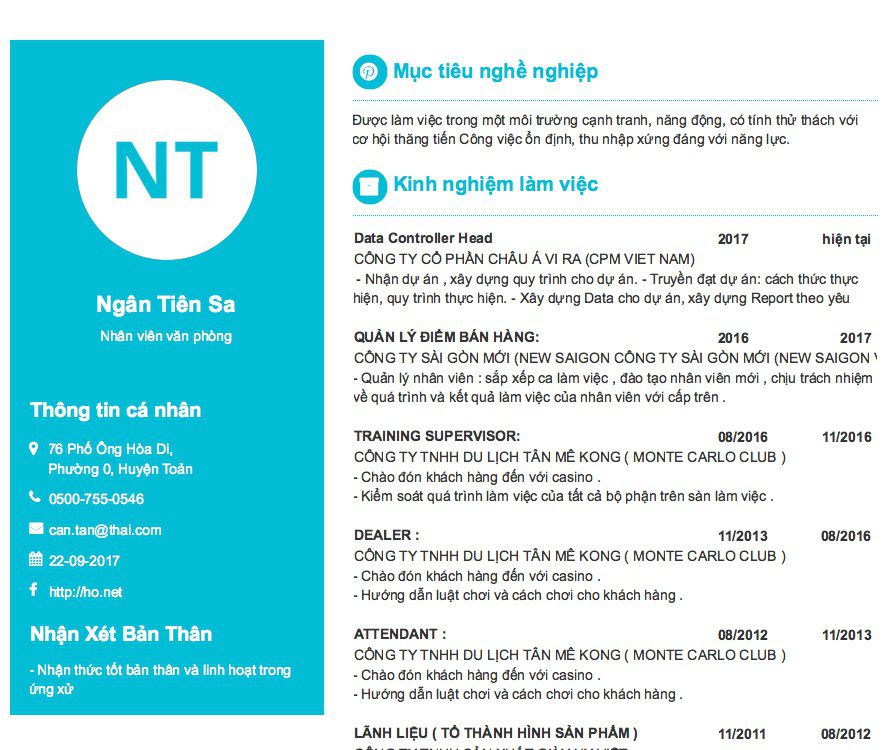 NT
Ngân Tiên Sa
Nhân viên văn phòng
Thông tin cá nhân
76 Phố Ông Hòa Di,
Phường 0, Huyện Toản
0500-755-0546
can.tan@thai.com
22-09-2017
http://ho.net
Nhận Xét Bản Thân
- Nhận thức tốt bản thân và linh hoạt trong
ứng xử
Mục tiêu nghề nghiệp
Được làm việc trong một môi trường cạnh tranh, năng động, có tính thử thách với
cơ hội thăng tiến Công việc ổn định, thu nhập xứng đáng với năng lực.
Kinh nghiệm làm việc
Data Controller Head 2017 hiện tại
CÔNG TY CỔ PHẦN CHÂU Á VI RA (CPM VIET NAM)
- Nhận dự án , xây dựng quy trình cho dự án. - Truyền đạt dự án: cách thức thực
hiện, quy trình thực hiện. - Xây dựng Data cho dự án, xây dựng Report theo yêu
QUẢN LÝ ĐIỂM BÁN HÀNG: 2016 2017
CÔNG TY SÀI GÒN MỚI (NEW SAIGON CÔNG TY SÀI GÒN MỚI (NEW SAIGON
- Quản lý nhân viên : sắp xếp ca làm việc , đào tạo nhân viên mới , chịu trách nhiệm
về quá trình và kết quả làm việc của nhân viên với cấp trên .
TRAINING SUPERVISOR: 08/2016 11/2016
CÔNG TY TNHH DU LỊCH TÂN MÊ KONG ( MONTE CARLO CLUB )
- Chào đón khách hàng đến với casino .
- Kiểm soát quá trình làm việc của tất cả bộ phận trên sàn làm việc .
DEALER : 11/2013 08/2016
CÔNG TY TNHH DU LỊCH TÂN MÊ KONG ( MONTE CARLO CLUB )
- Chào đón khách hàng đến với casino .
- Hướng dẫn luật chơi và cách chơi cho khách hàng .
ATTENDANT : 08/2012 11/2013
CÔNG TY TNHH DU LỊCH TÂN MÊ KONG ( MONTE CARLO CLUB )
- Chào đón khách hàng đến với casino .
- Hướng dẫn luật chơi và cách chơi cho khách hàng .
LÃNH LIỆU ( TỔ THÀNH HÌNH SẢN PHẨM ) 11/2011 08/2012